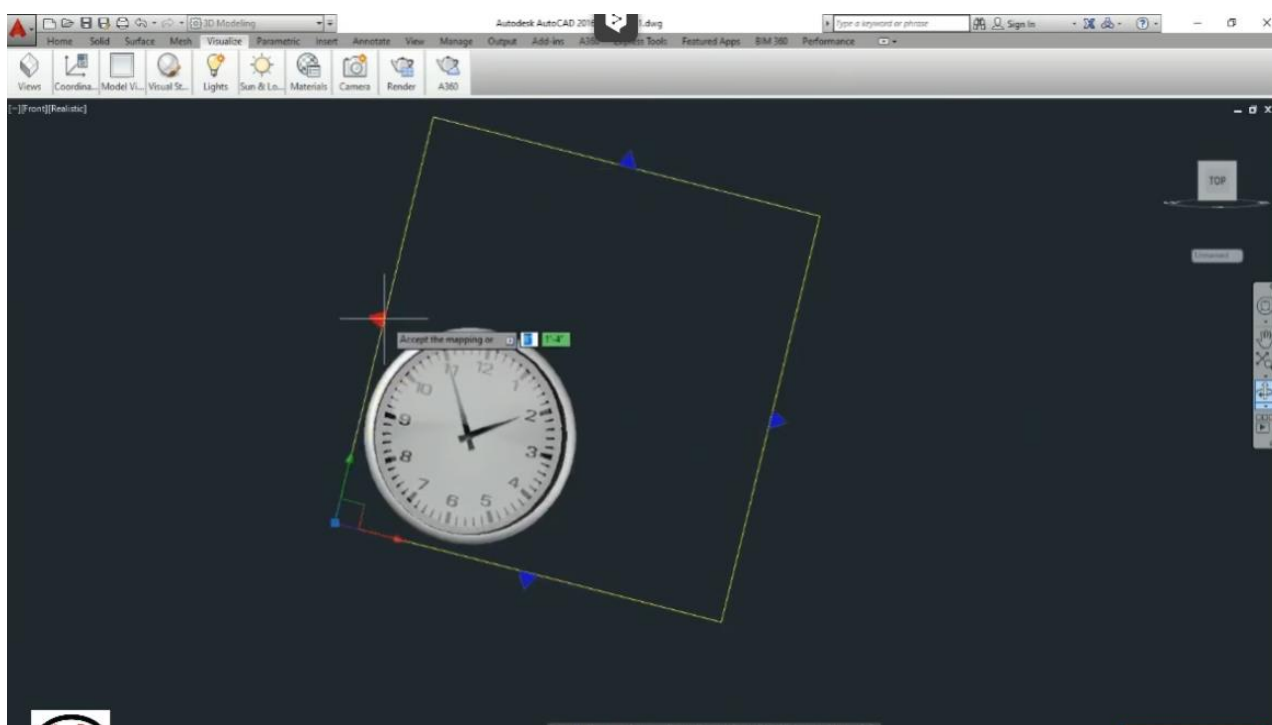 3D Modeling Autodesk AutoCAD 2016 1.dwg Type a keyword or phrase Sign In
Home Solid Surface Mesh Visualize Parametric Insert Annotate View Manage Output Add-ins A360 Express Tools Featured Apps BIM 360 Performance
Views Coordina... Model Vi... Visual St... Lights Sun & Lo... Materials Camera Render A360
[−][Front][Realistic]
TOP
Unnamed
Accept the mapping or 1'-4"
12
11
1
10
2
9
3
8
4
7
6
5